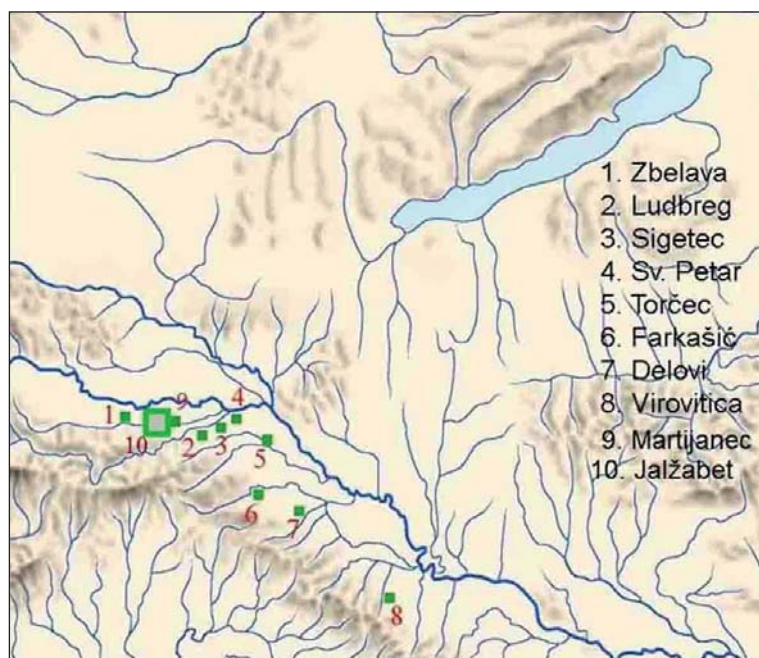 1. Zbelava
2. Ludbreg
3. Sigetec
4. Sv. Petar
5. Torčec
6. Farkašić
7. Delovi
8. Virovitica
9. Martijanec
10. Jalžabet
9
4
1
10
2
3
5
6
7
8